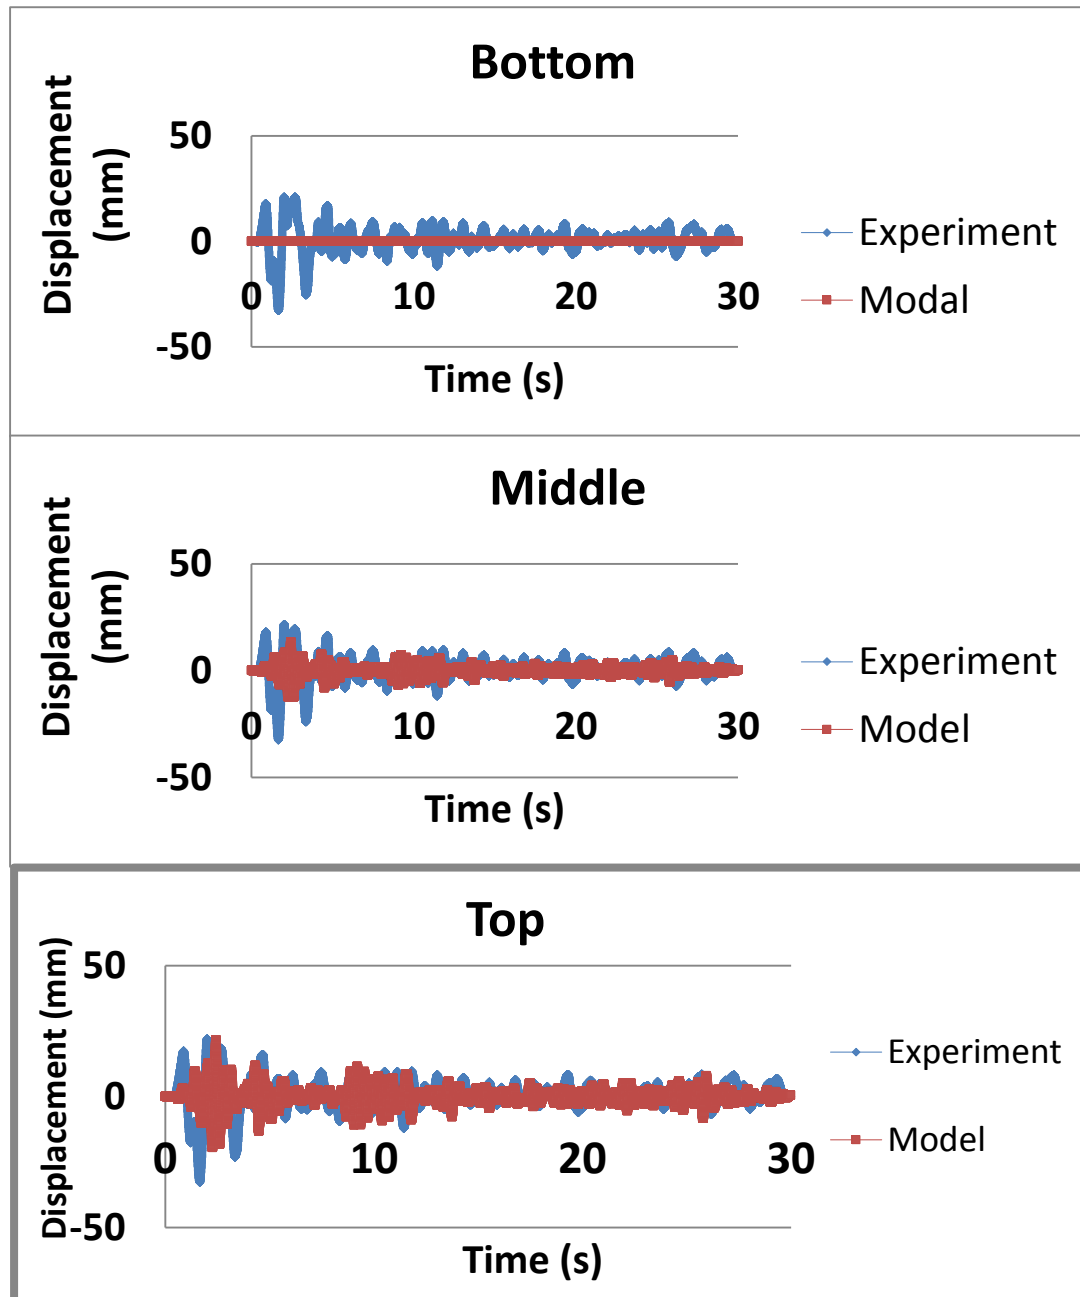 Bottom
Displacement
(mm)
50
0
-50
0 10 20 30
Time (s)
Experiment
Modal
Middle
Displacement
(mm)
50
0
-50
0 10 20 30
Time (s)
Experiment
Model
Top
Displacement (mm)
50
0
-50
0 10 20 30
Time (s)
Experiment
Model